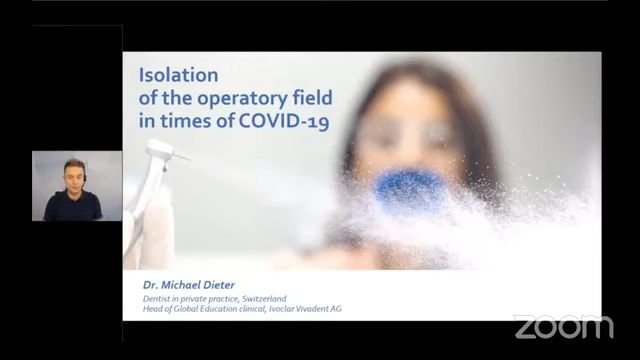 Isolation
of the operatory field
in times of COVID-19
Dr. Michael Dieter
Dentist in private practice, Switzerland
Head of Global Education clinical, Ivoclar Vivadent AG
zoom